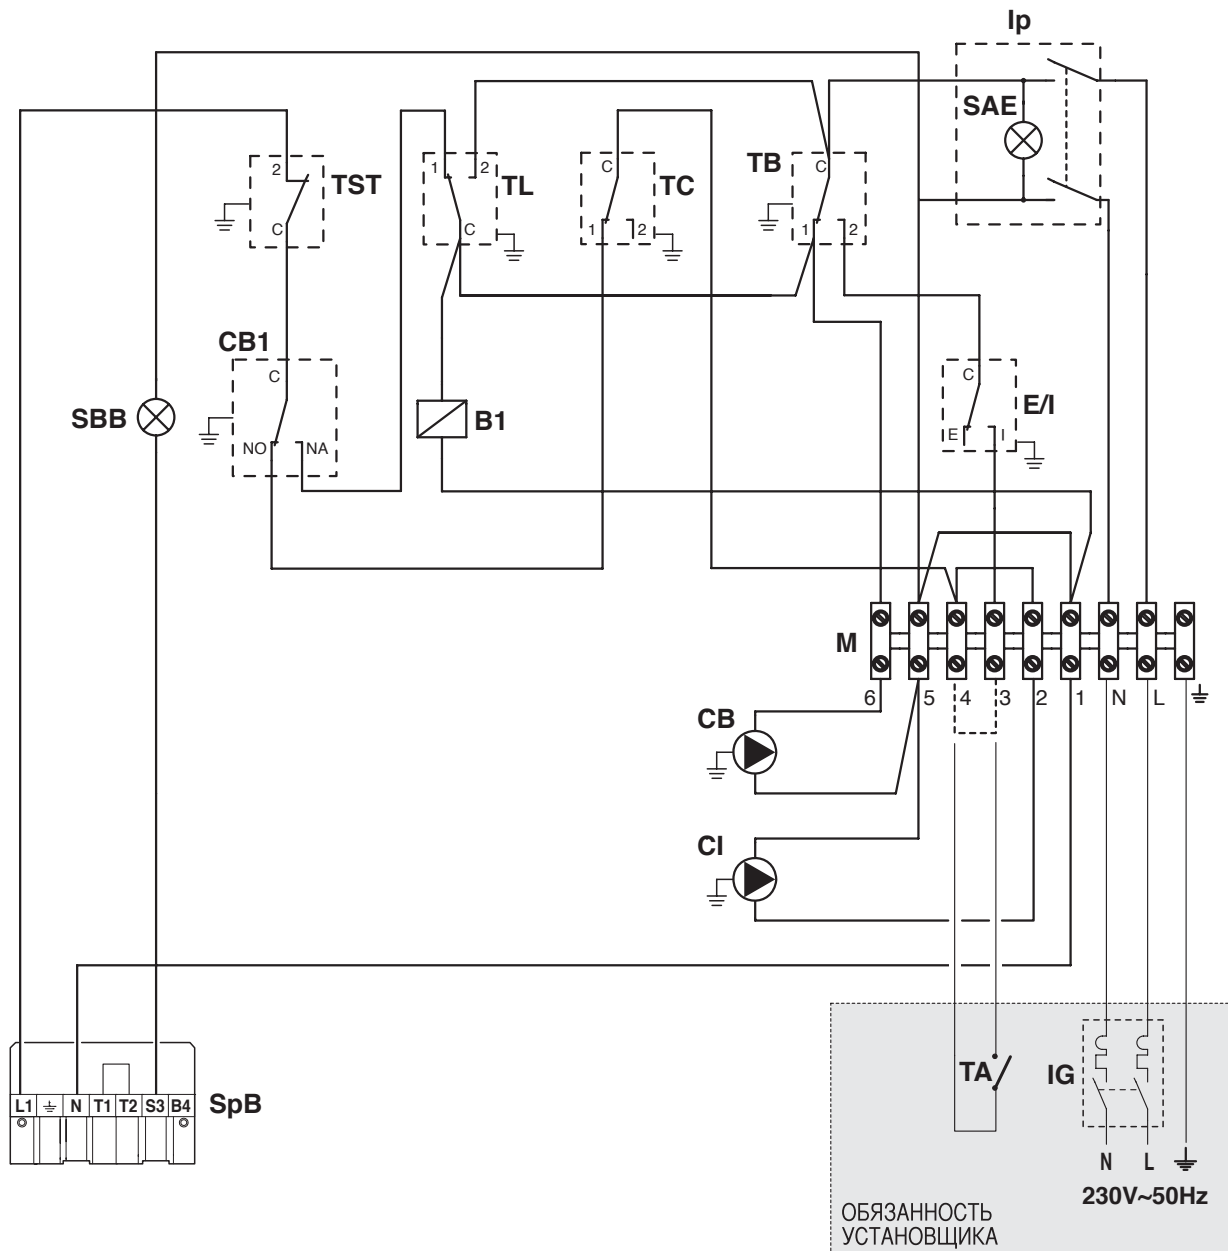 Ip
SAE
2
TST
C
1
2
TL
C
C
TC
1
2
TB
C
1
2
CB1
C
NO
NA
SBB
B1
C
E/I
E
I
M
6
5
4
3
2
1
N
L
CB
CI
TA
IG
L1
N
T1
T2
S3
B4
SpB
N
L
230V~50Hz
ОБЯЗАННОСТЬ
УСТАНОВЩИКА